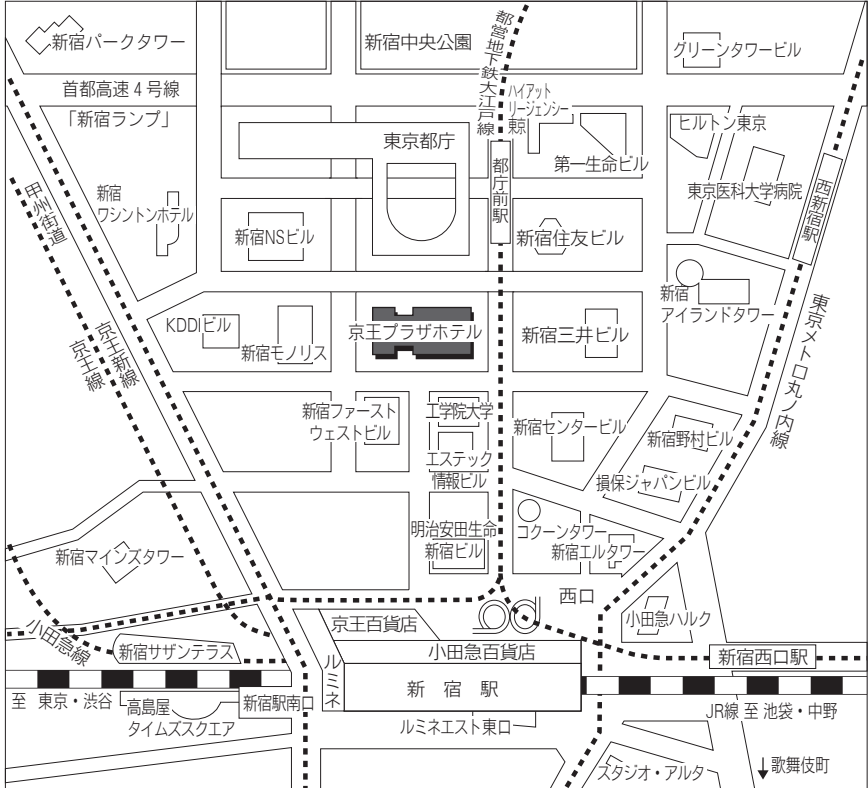 新宿パークタワー
新宿中央公園
都営地下鉄大江戸線
グリーンタワービル
首都高速4号線
「新宿ランプ」
ハイアット
リージェンシー
東京
東京都庁
第一生命ビル
ヒルトン東京
都庁前駅
東京医科大学病院
西新宿駅
甲州街道
新宿
ワシントンホテル
新宿NSビル
新宿住友ビル
新宿
アイランドタワー
東京メトロ丸ノ内線
京王新線
京王線
KDDIビル
新宿モノリス
京王プラザホテル
新宿三井ビル
新宿ファースト
ウェストビル
工学院大学
新宿センタービル
新宿野村ビル
エステック
情報ビル
損保ジャパンビル
明治安田生命
新宿ビル
コクーンタワー
新宿エルタワー
新宿マインズタワー
西口
小田急ハルク
小田急線
京王百貨店
新宿サザンテラス
ルミネ
小田急百貨店
新宿西口駅
新宿駅
至 東京・渋谷
高島屋
タイムズスクエア
新宿駅南口
ルミネエスト東口
JR線 至 池袋・中野
スタジオ・アルタ
↓歌舞伎町